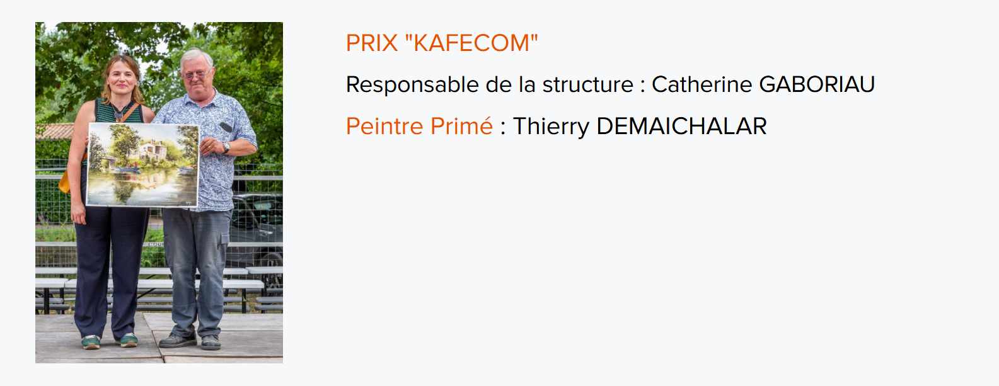 PRIX "KAFECOM"
Responsable de la structure : Catherine GABORIAU
Peintre Primé : Thierry DEMAICHALAR